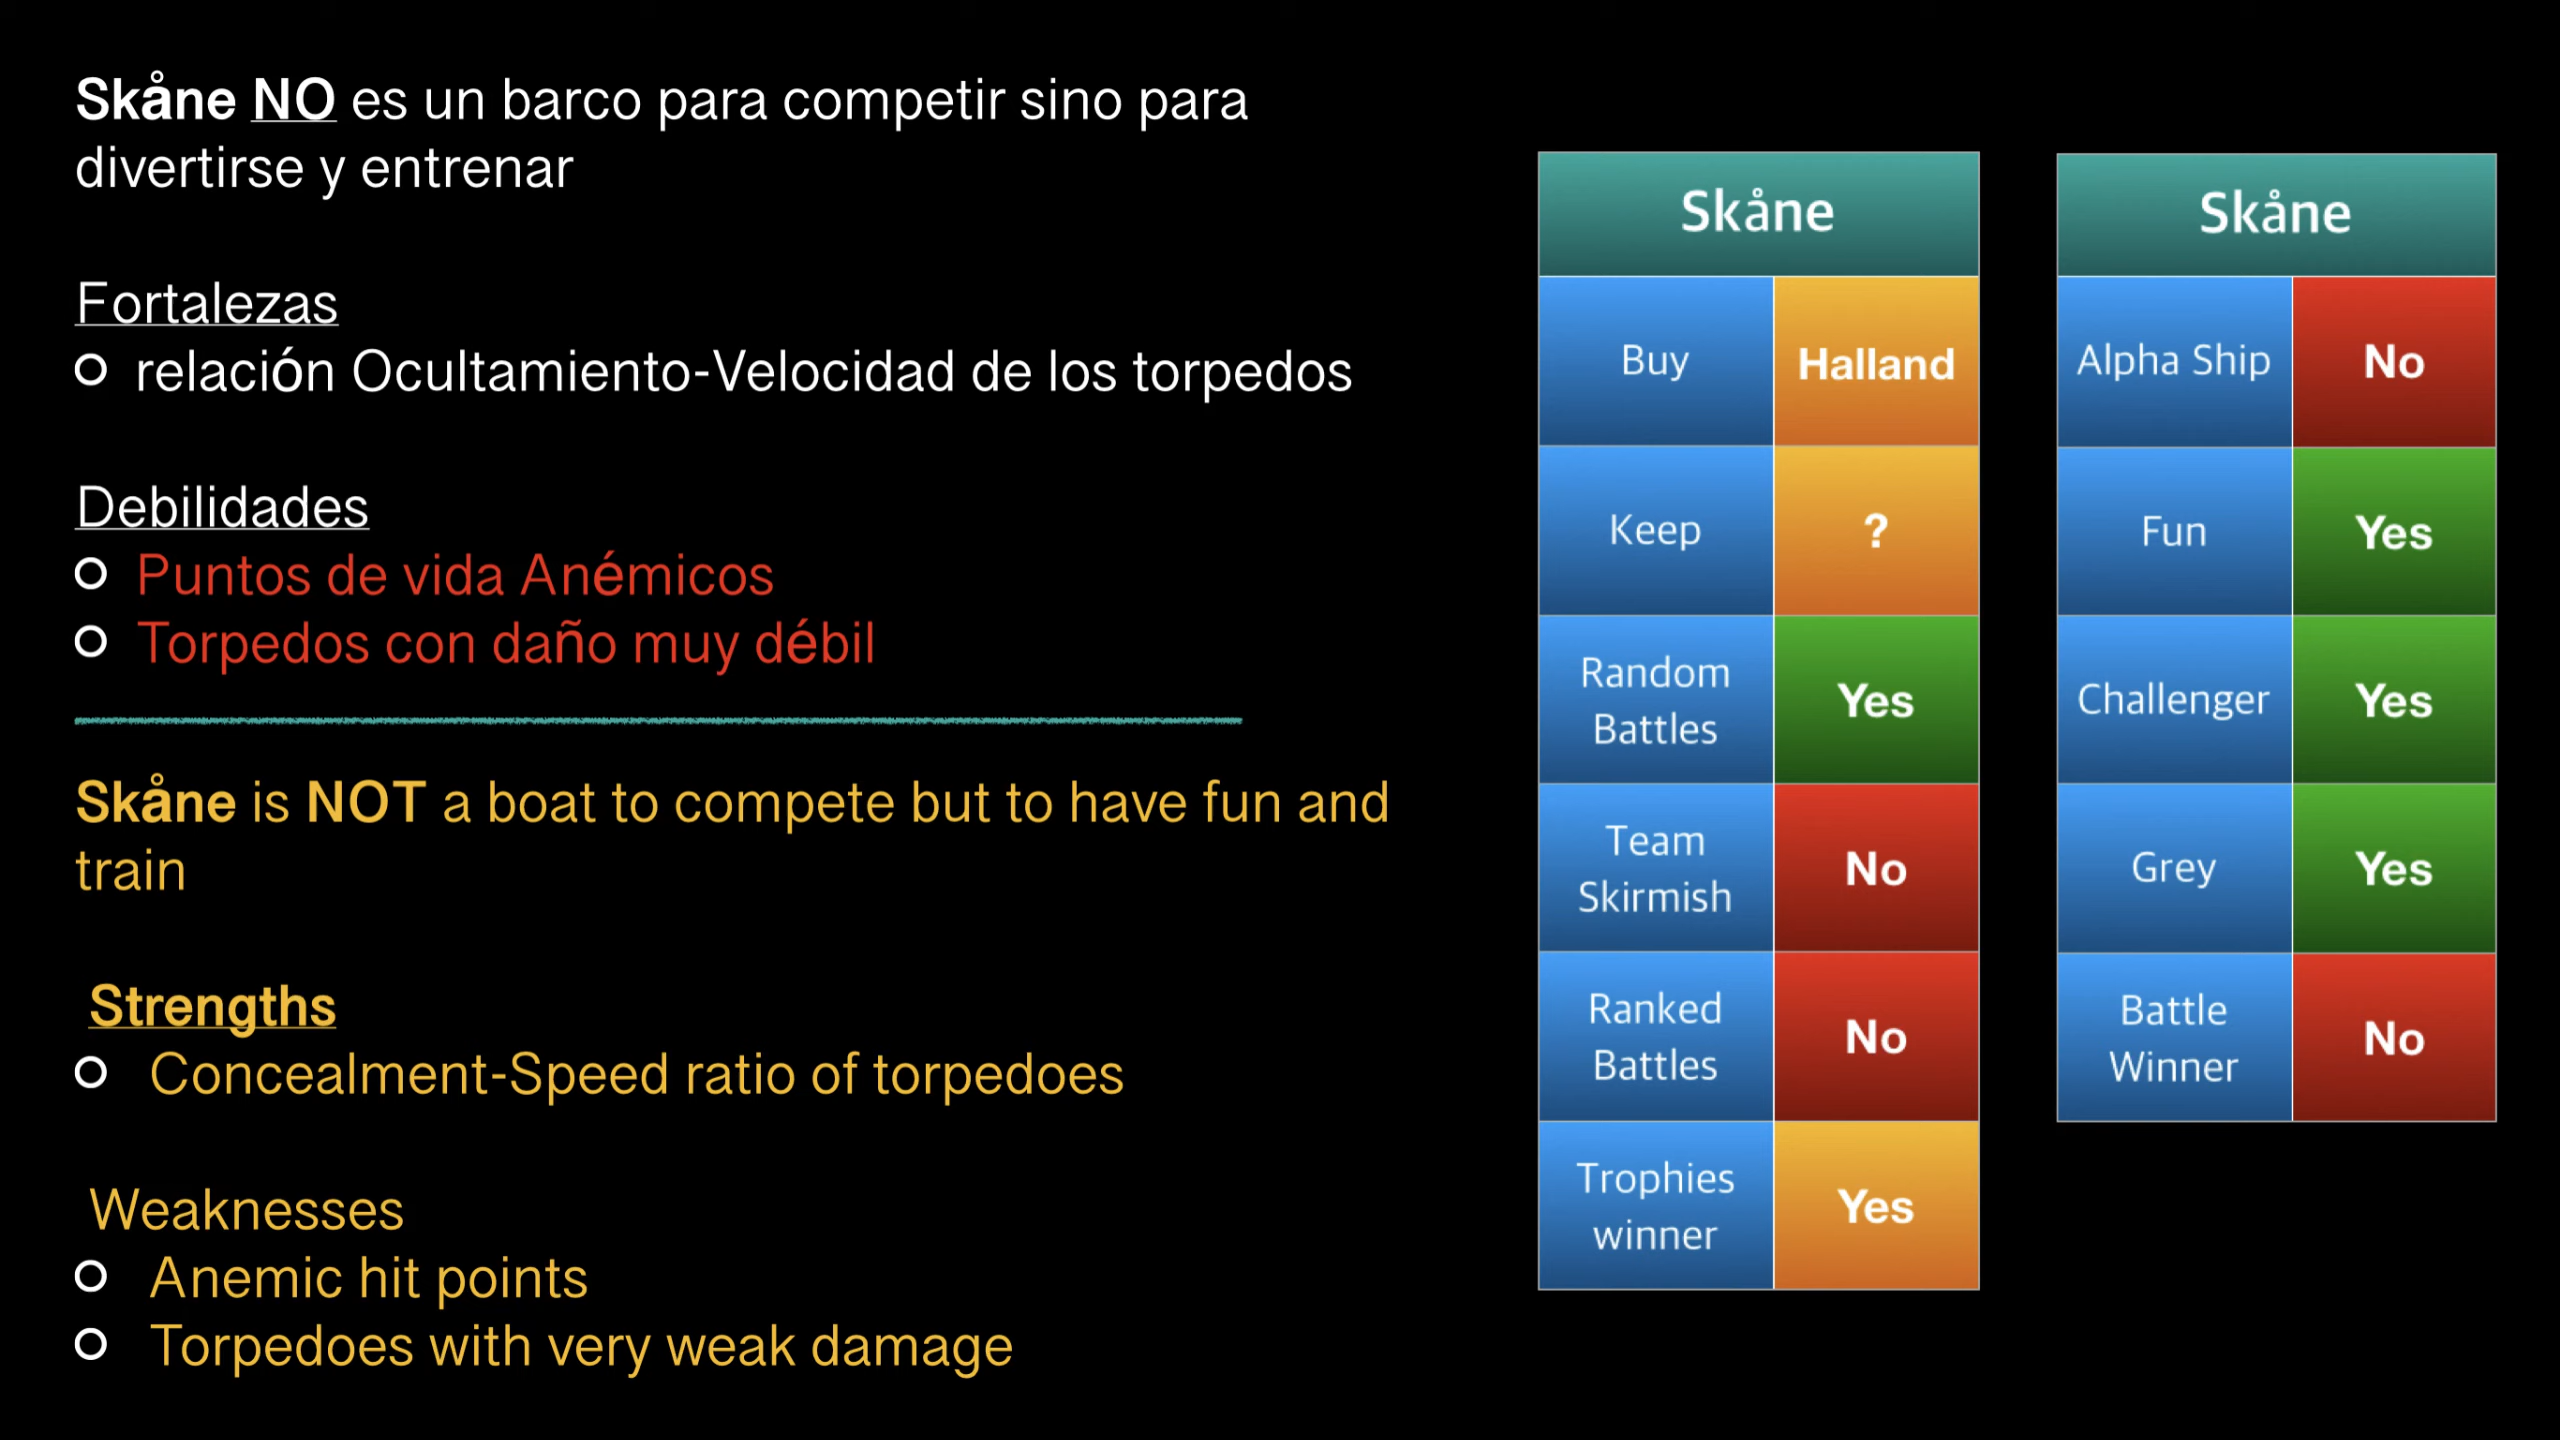 Skåne NO es un barco para competir sino para
divertirse y entrenar
Fortalezas
relación Ocultamiento-Velocidad de los torpedos
Debilidades
Puntos de vida Anémicos
Torpedos con daño muy débil
Skåne is NOT a boat to compete but to have fun and
train
Strengths
Concealment-Speed ratio of torpedoes
Weaknesses
Anemic hit points
Torpedoes with very weak damage
Skåne
Buy Halland
Keep ?
Random
Battles
Yes
Team
Skirmish
No
Ranked
Battles
No
Trophies
winner
Yes
Skåne
Alpha Ship No
Fun Yes
Challenger Yes
Grey Yes
Battle
Winner
No